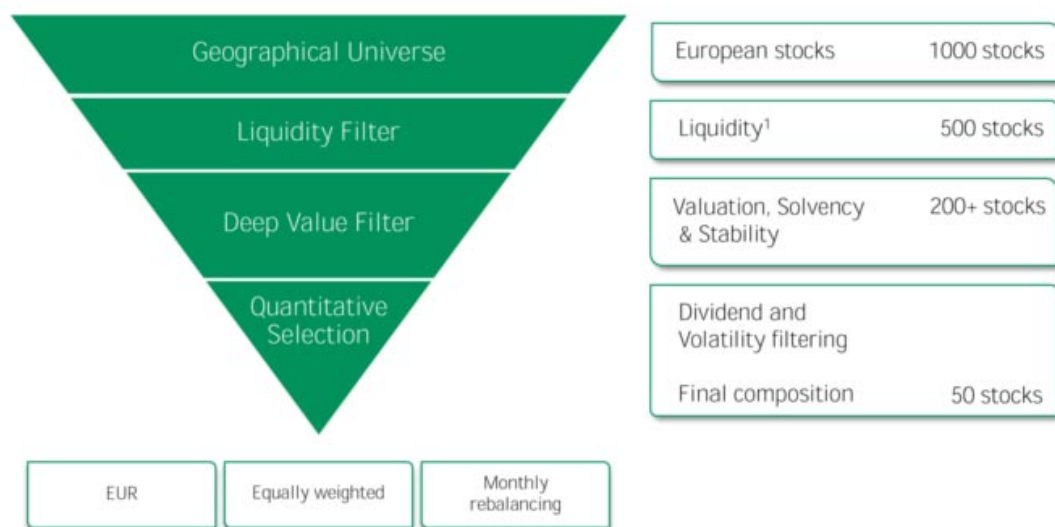 Geographical Universe
European stocks 1000 stocks
Liquidity Filter
Liquidity¹ 500 stocks
Deep Value Filter
Valuation, Solvency 200+ stocks
& Stability
Quantitative
Selection
Dividend and
Volatility filtering
Final composition 50 stocks
EUR
Equally weighted
Monthly
rebalancing